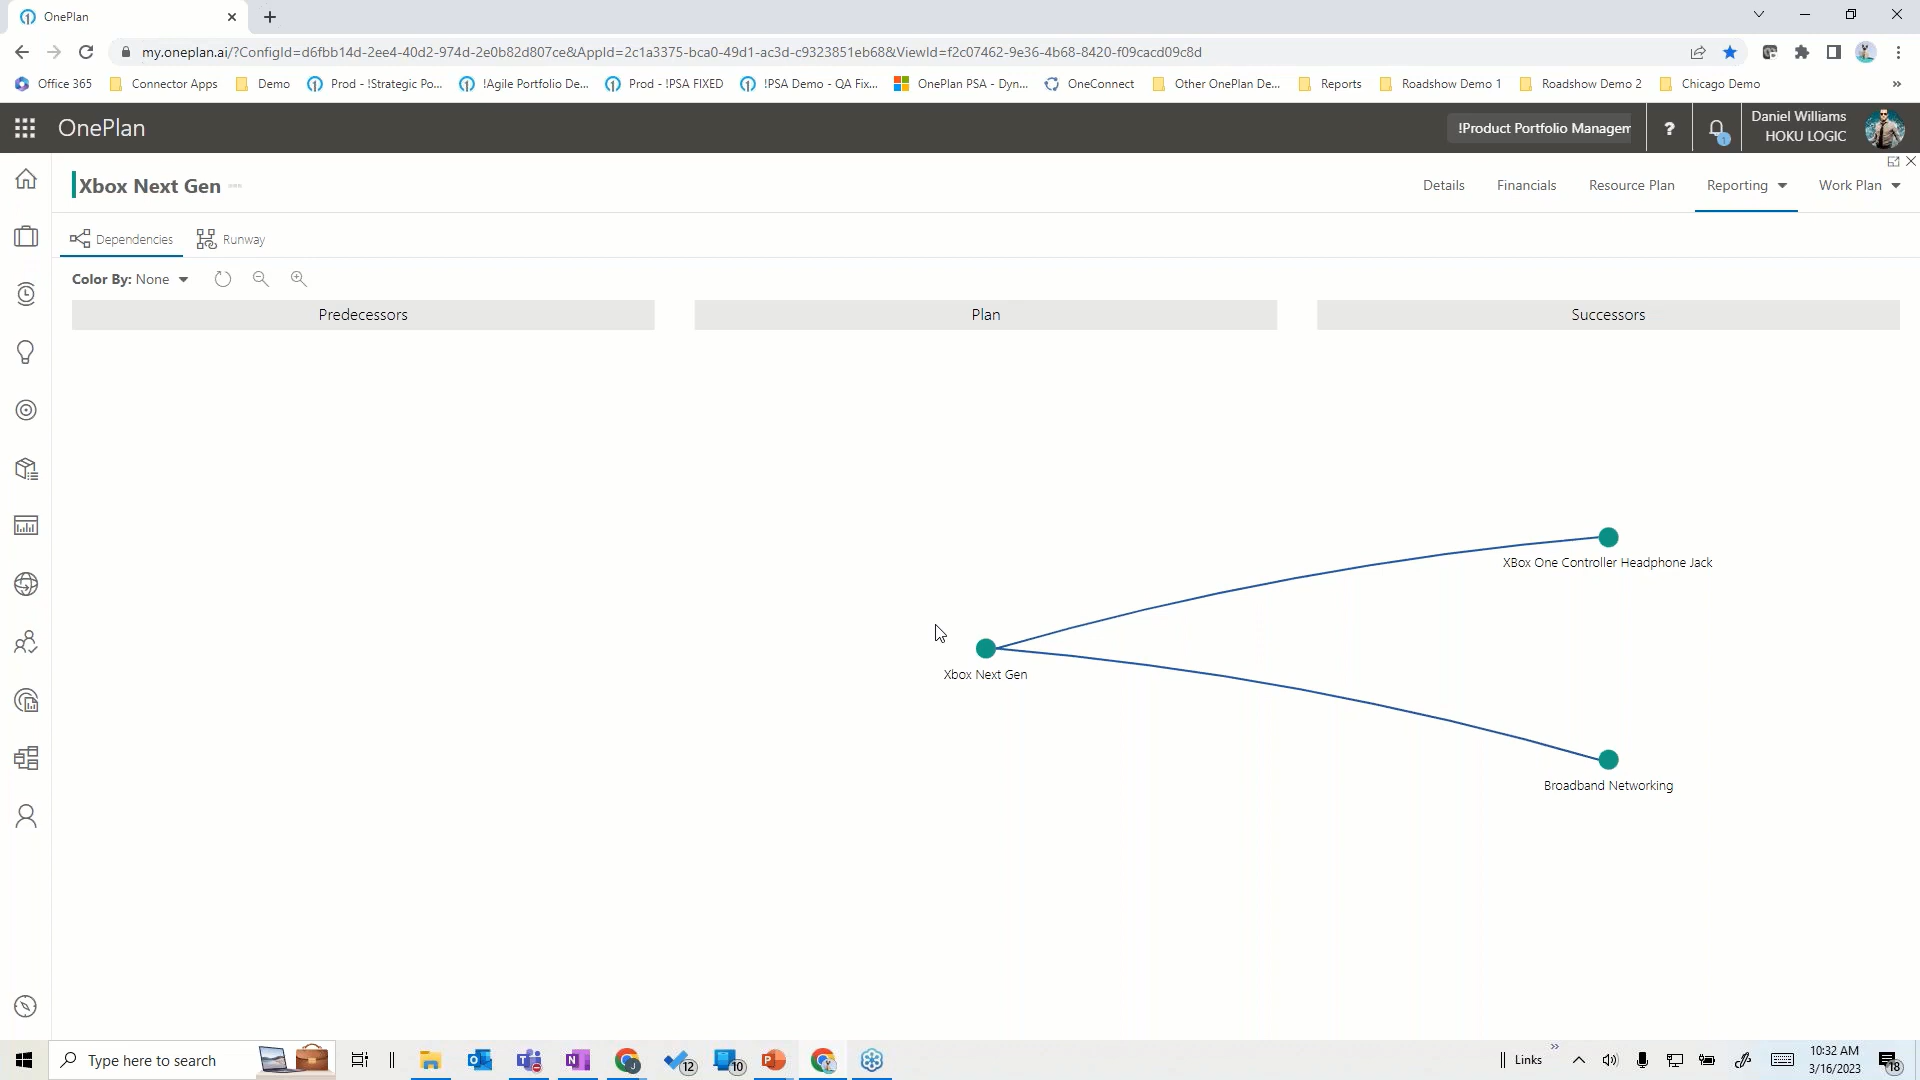 OnePlan
my.oneplan.ai/?ConfigId=d6fbb14d-2ee4-40d2-974d-2e0b82d807ce&AppId=2c1a3375-bca0-49d1-ac3d-c9323851eb68&ViewId=f2c07462-9e36-4b68-8420-f09cacd09c8d
Office 365 Connector Apps Demo Prod - !Strategic Po... !Agile Portfolio De... Prod - !PSA FIXED !PSA Demo - QA Fix... OnePlan PSA - Dyn... OneConnect Other OnePlan De... Reports Roadshow Demo 1 Roadshow Demo 2 Chicago Demo »
OnePlan !Product Portfolio Managem ? 1 Daniel Williams
HOKU LOGIC
Xbox Next Gen Details Financials Resource Plan Reporting Work Plan
Dependencies Runway
Color By: None
Predecessors Plan Successors
XBox One Controller Headphone Jack
Xbox Next Gen
Broadband Networking
Type here to search 12 10 Links » 10:32 AM
3/16/2023 18